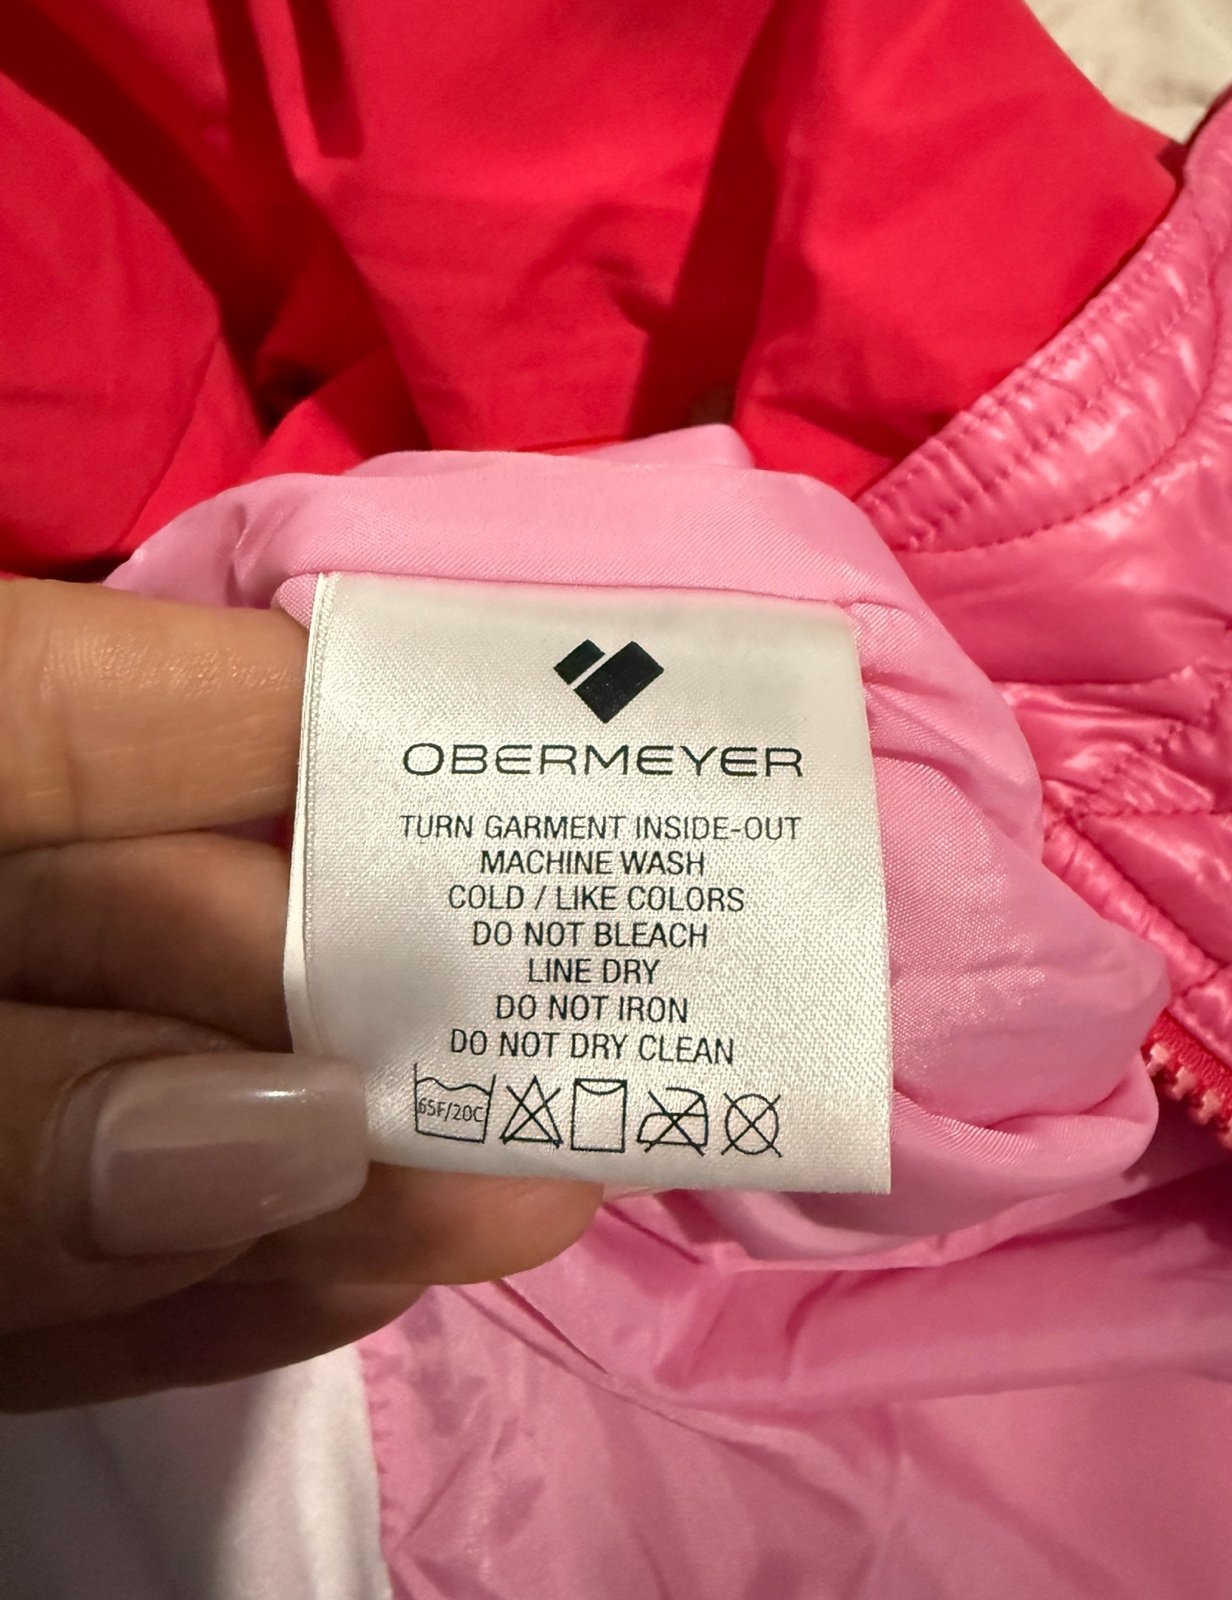 OBERMEYER
TURN GARMENT INSIDE-OUT
MACHINE WASH
COLD / LIKE COLORS
DO NOT BLEACH
LINE DRY
DO NOT IRON
DO NOT DRY CLEAN
65F/20C